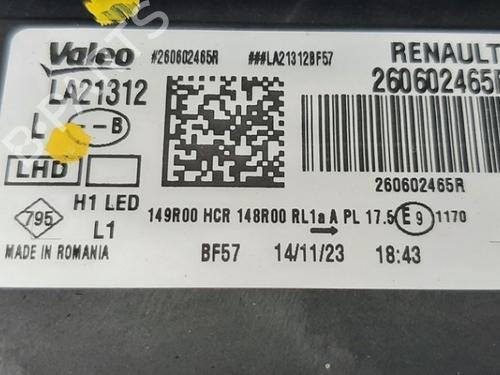 Valeo #260602465R ###LA21312BF57 RENAULT
LA21312 260602465R
L -B
LHD
260602465R
H1 LED
795 L1
149R00 HCR 148R00 RL1a A PL 17.5 E9 1170
MADE IN ROMANIA BF57 14/11/23 18:43